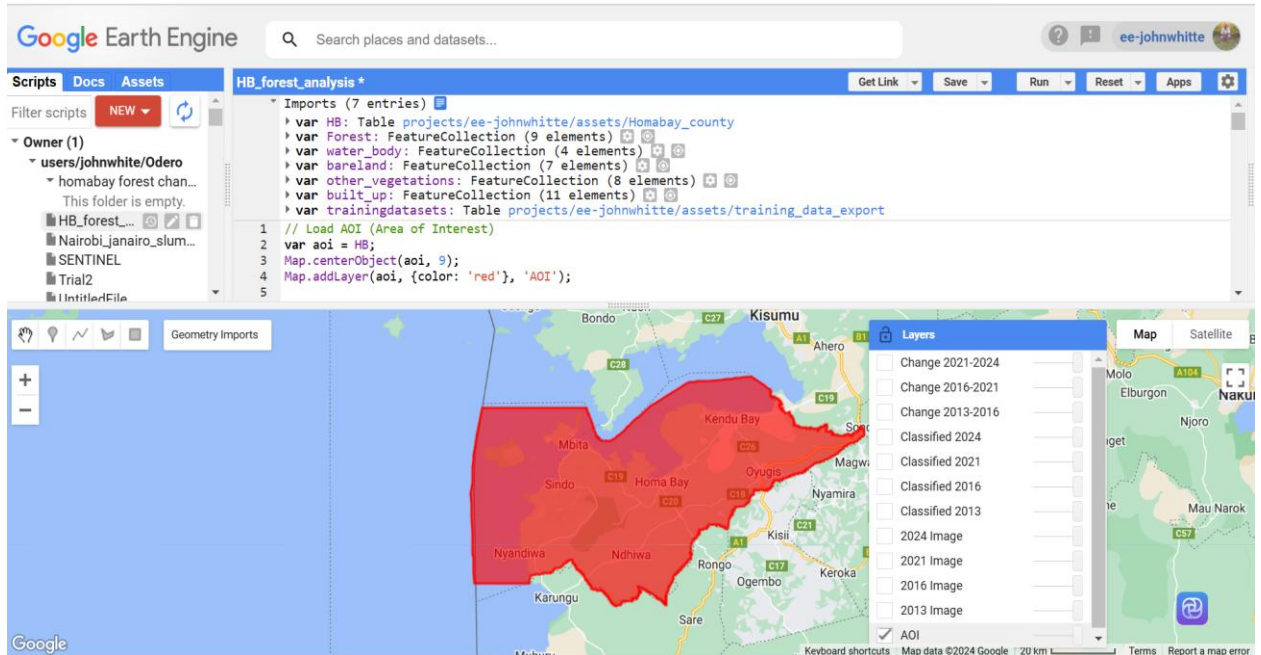 Google Earth Engine
Search places and datasets...
ee-johnwhitte
Scripts Docs Assets
HB_forest_analysis *
Get Link
Save
Run
Reset
Apps
Filter scripts
NEW
Owner (1)
users/johnwhite/Odero
homabay forest chan...
This folder is empty.
HB_forest_...
Nairobi_janairo_slum...
SENTINEL
Trial2
UntitledFile
Imports (7 entries)
var HB: Table projects/ee-johnwhitte/assets/Homabay_county
var Forest: FeatureCollection (9 elements)
var water_body: FeatureCollection (4 elements)
var bareland: FeatureCollection (7 elements)
var other_vegetations: FeatureCollection (8 elements)
var built_up: FeatureCollection (11 elements)
var trainingdatasets: Table projects/ee-johnwhitte/assets/training_data_export
1 // Load AOI (Area of Interest)
2 var aoi = HB;
3 Map.centerObject(aoi, 9);
4 Map.addLayer(aoi, {color: 'red'}, 'AOI');
5
Geometry Imports
+
−
Bondo
C27
Kisumu
A1
B1
Ahero
C28
C19
Kendu Bay
Mbita
C26
Oyugis
Magw
Sindo
C19
Homa Bay
C20
C18
Nyamira
C21
A1
Kisii
Nyandiwa
Ndhiwa
Rongo
C17
Keroka
Ogembo
Karungu
Sare
Layers
Change 2021-2024
Change 2016-2021
Change 2013-2016
Classified 2024
Classified 2021
Classified 2016
Classified 2013
2024 Image
2021 Image
2016 Image
2013 Image
AOI
Map
Satellite
Molo
A104
Elburgon
Nakur
Njoro
Mau Narok
C57
Google
Keyboard shortcuts
Map data ©2024 Google
20 km
Terms
Report a map error